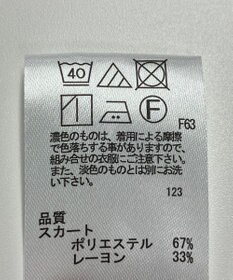 40
F
F63
濃色のものは、着用による摩擦
で色落ちする事がありますので、
組み合せの衣服にご注意下さい。
また、淡色のものとは別にお洗
い下さい。
123
品質
スカート
ポリエステル 67%
レーヨン 33%